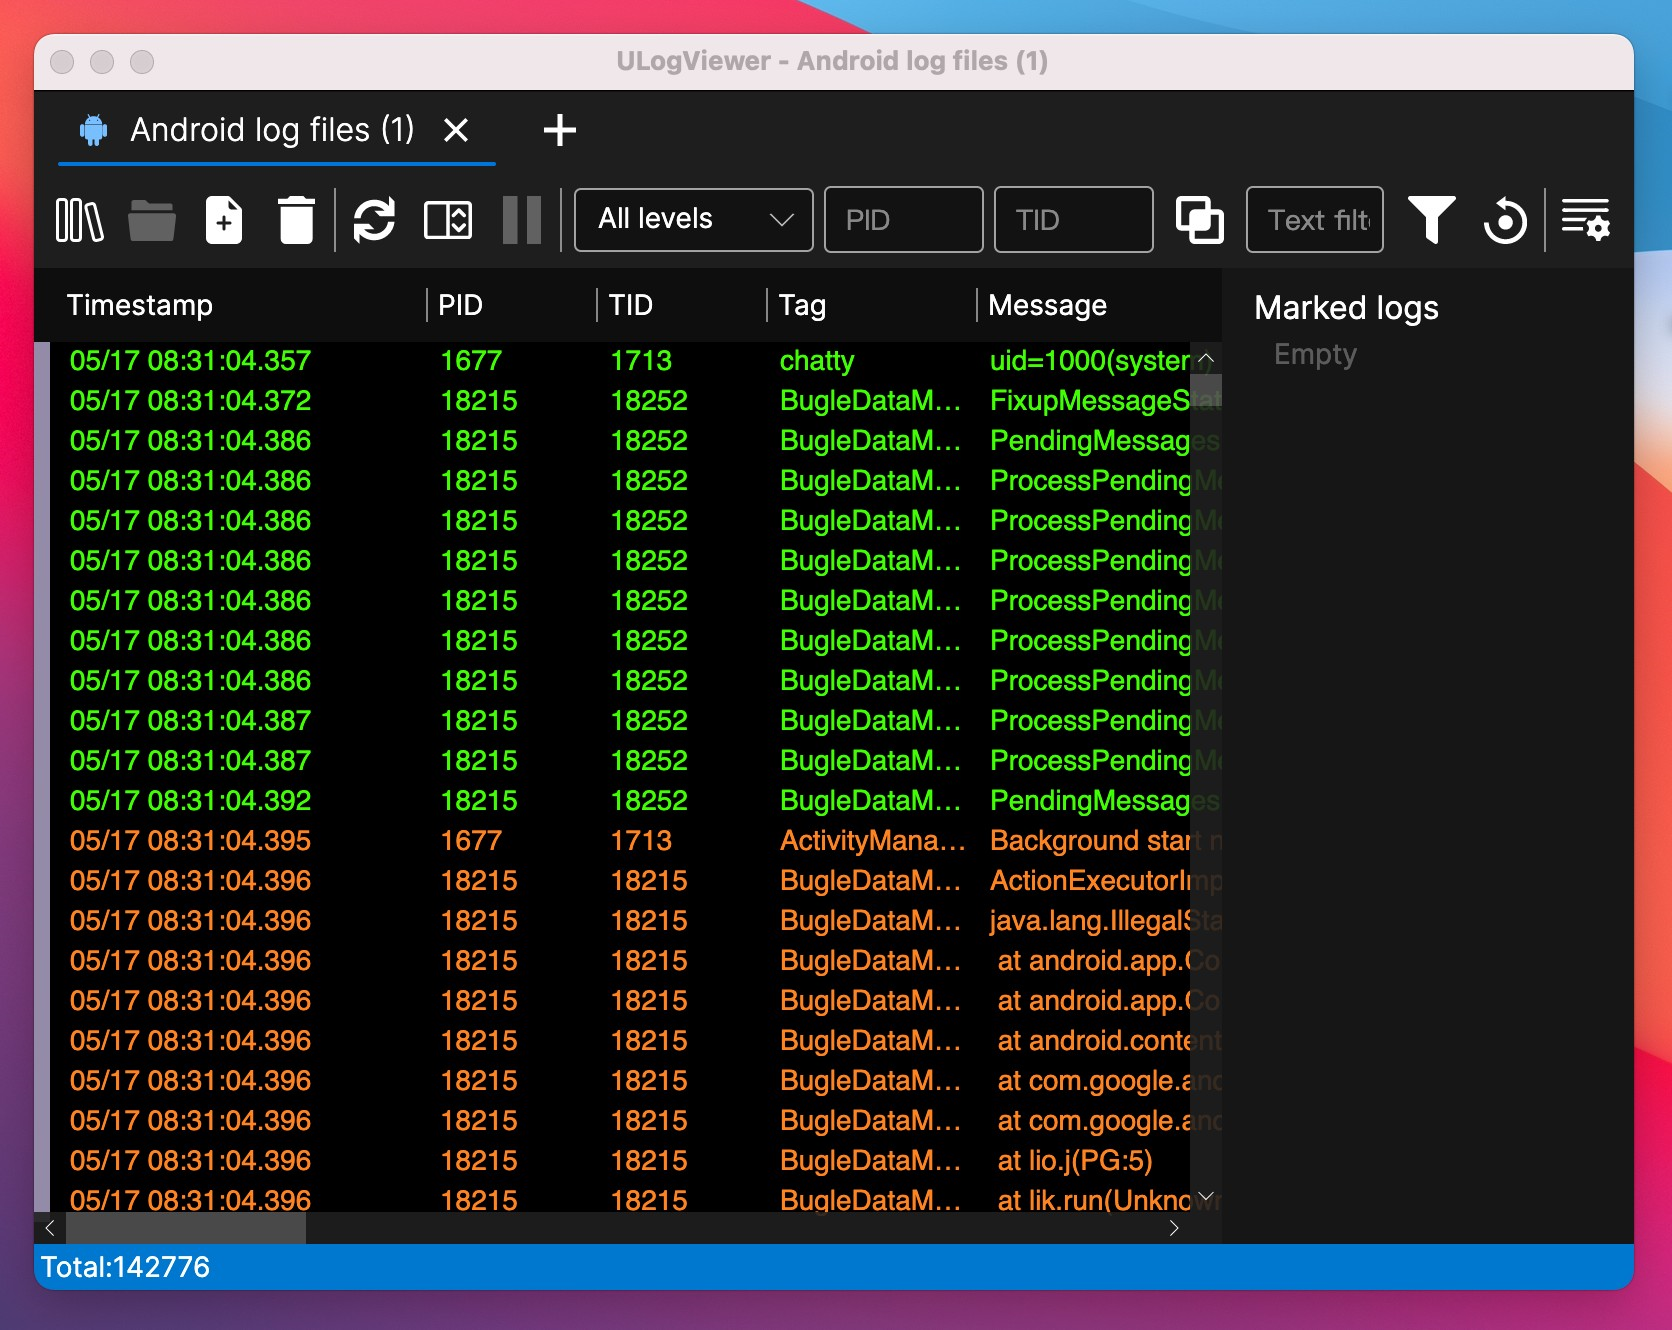 ULogViewer - Android log files (1)
Android log files (1)
All levels PID TID Text filt
Timestamp PID TID Tag Message
05/17 08:31:04.357 1677 1713 chatty uid=1000(system)
05/17 08:31:04.372 18215 18252 BugleDataM… FixupMessageStat
05/17 08:31:04.386 18215 18252 BugleDataM… PendingMessages
05/17 08:31:04.386 18215 18252 BugleDataM… ProcessPendingMe
05/17 08:31:04.386 18215 18252 BugleDataM… ProcessPendingMe
05/17 08:31:04.386 18215 18252 BugleDataM… ProcessPendingMe
05/17 08:31:04.386 18215 18252 BugleDataM… ProcessPendingMe
05/17 08:31:04.386 18215 18252 BugleDataM… ProcessPendingMe
05/17 08:31:04.386 18215 18252 BugleDataM… ProcessPendingMe
05/17 08:31:04.387 18215 18252 BugleDataM… ProcessPendingMe
05/17 08:31:04.387 18215 18252 BugleDataM… ProcessPendingMe
05/17 08:31:04.392 18215 18252 BugleDataM… PendingMessages
05/17 08:31:04.395 1677 1713 ActivityMana… Background start n
05/17 08:31:04.396 18215 18215 BugleDataM… ActionExecutorImp
05/17 08:31:04.396 18215 18215 BugleDataM… java.lang.IllegalSta
05/17 08:31:04.396 18215 18215 BugleDataM… at android.app.Co
05/17 08:31:04.396 18215 18215 BugleDataM… at android.app.Co
05/17 08:31:04.396 18215 18215 BugleDataM… at android.content
05/17 08:31:04.396 18215 18215 BugleDataM… at com.google.and
05/17 08:31:04.396 18215 18215 BugleDataM… at com.google.and
05/17 08:31:04.396 18215 18215 BugleDataM… at lio.j(PG:5)
05/17 08:31:04.396 18215 18215 BugleDataM… at lik.run(Unknown
Marked logs
Empty
Total:142776